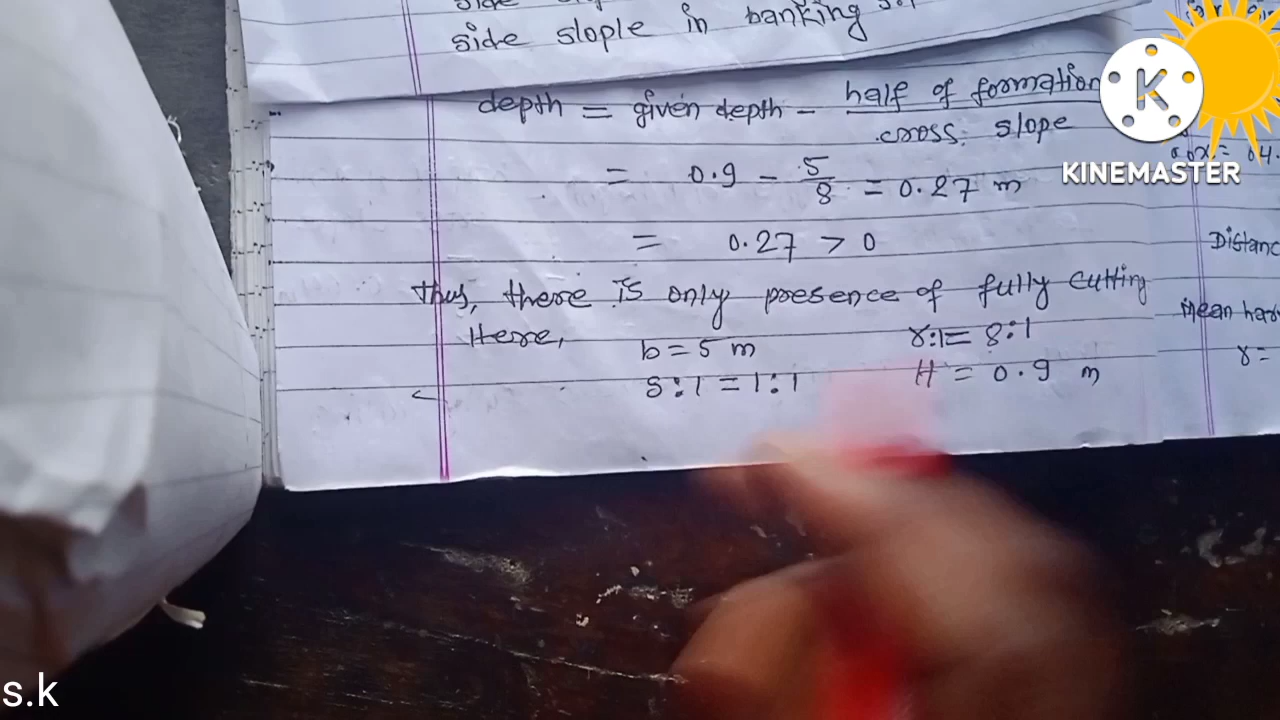 side slople in banking
depth = given depth - half of formation / cross. slope
= 0.9 - 5/8 = 0.27 m
= 0.27 > 0
Thus, there is only presence of fully cutting
Here,
b = 5 m
r:1 = 8:1
s:1 = 1:1
H = 0.9 m
Distanc
Mean har
r =
KINEMASTER
s.k